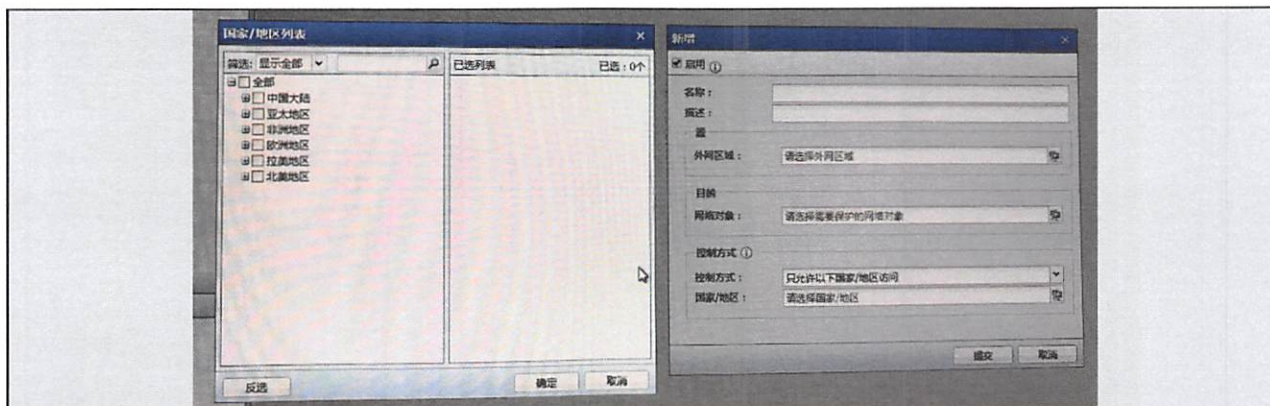 国家/地区列表
筛选: 显示全部
已选列表
已选:0个
全部
中国大陆
亚太地区
非洲地区
欧洲地区
拉美地区
北美地区
反选
确定
取消
新增
启用
名称:
描述:
源
外网区域:
请选择外网区域
目的
网络对象:
请选择需要保护的网络对象
控制方式
控制方式:
只允许以下国家/地区访问
国家/地区:
请选择国家/地区
提交
取消